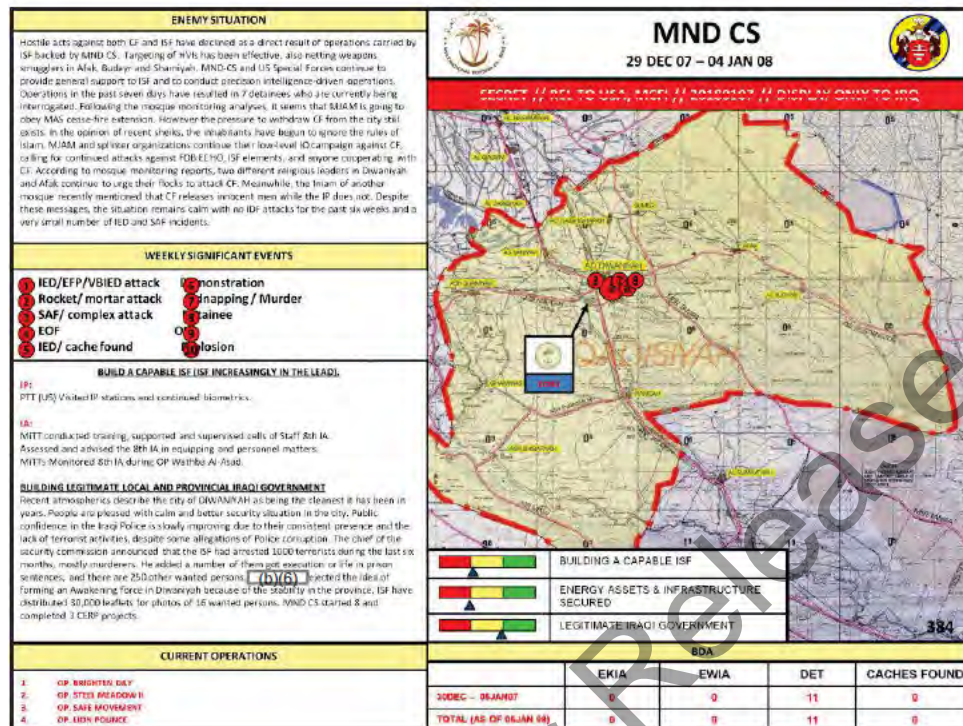 ENEMY SITUATION
Hostile acts against both CF and ISF have declined as a direct result of operations carried by
ISF backed by MND CS. Targeting of HVIs has been effective, also netting weapons
smugglers in Afak, Budayr and Shamiyah. MND-CS and US Special Forces continue to
provide general support to ISF and to conduct precision intelligence-driven operations.
Operations in the past seven days have resulted in 7 detainees who are currently being
interrogated. Following the mosque monitoring analyses, it seems that MJAM is going to
obey MAS cease-fire extension. However the pressure to withdraw CF from the city still
exists. In the opinion of recent sheiks, the inhabitants have begun to ignore the rules of
Islam. MJAM and splinter organizations continue their low-level IO campaign against CF,
calling for continued attacks against FOB ECHO, ISF elements, and anyone cooperating with
CF. According to mosque monitoring reports, two different religious leaders in Diwaniyah
and Afak continue to urge their flocks to attack CF. Meanwhile, the Imam of another
mosque recently mentioned that CF releases innocent men while the IP does not. Despite
these messages, the situation remains calm with no IDF attacks for the past six weeks and a
very small number of IED and SAF incidents.
WEEKLY SIGNIFICANT EVENTS
1 IED/EFP/VBIED attack
2 Rocket/ mortar attack
3 SAF/ complex attack
4 EOF
5 IED/ cache found
6 monstration
7 dnapping / Murder
8 tainee
9
10 losion
BUILD A CAPABLE ISF (ISF INCREASINGLY IN THE LEAD).
IP:
PTT (US) Visited IP stations and continued biometrics.
IA:
MiTT conducted training, supported and supervised cells of Staff 8th IA.
Assessed and advised the 8th IA in equipping and personnel matters.
MiTTs Monitored 8th IA during OP Wathba Al-Asad.
BUILDING LEGITIMATE LOCAL AND PROVINCIAL IRAQI GOVERNMENT
Recent atmospherics describe the city of DIWANIYAH as being the cleanest it has been in
years. People are pleased with calm and better security situation in the city. Public
confidence in the Iraqi Police is slowly improving due to their consistent presence and the
lack of terrorist activities, despite some allegations of Police corruption. The chief of the
security commission announced that the ISF had arrested 1000 terrorists during the last six
months, mostly murderers. He added a number of them got execution or life in prison
sentences, and there are 250 other wanted persons. (b)(6) ejected the idea of
forming an Awakening force in Diwaniyah because of the stability in the province. ISF have
distributed 30,000 leaflets for photos of 16 wanted persons. MND CS started 8 and
completed 3 CERP projects.
CURRENT OPERATIONS
1. OP. BRIGHTEN DAY
2. OP. STEEL MEADOW II
3. OP. SAFE MOVEMENT
4. OP. LION POUNCE
MND CS
29 DEC 07 – 04 JAN 08
SECRET // REL TO USA, MCFI // 20180107 // DISPLAY ONLY TO IRQ
AD DIWANIYAH
QADISIYAH
BUILDING A CAPABLE ISF
ENERGY ASSETS & INFRASTRUCTURE
SECURED
LEGITIMATE IRAQI GOVERNMENT
334
BDA
EKIA EWIA DET CACHES FOUND
30DEC – 06JAN07 0 0 11 0
TOTAL (AS OF 06JAN 08) 0 0 11 0
Release